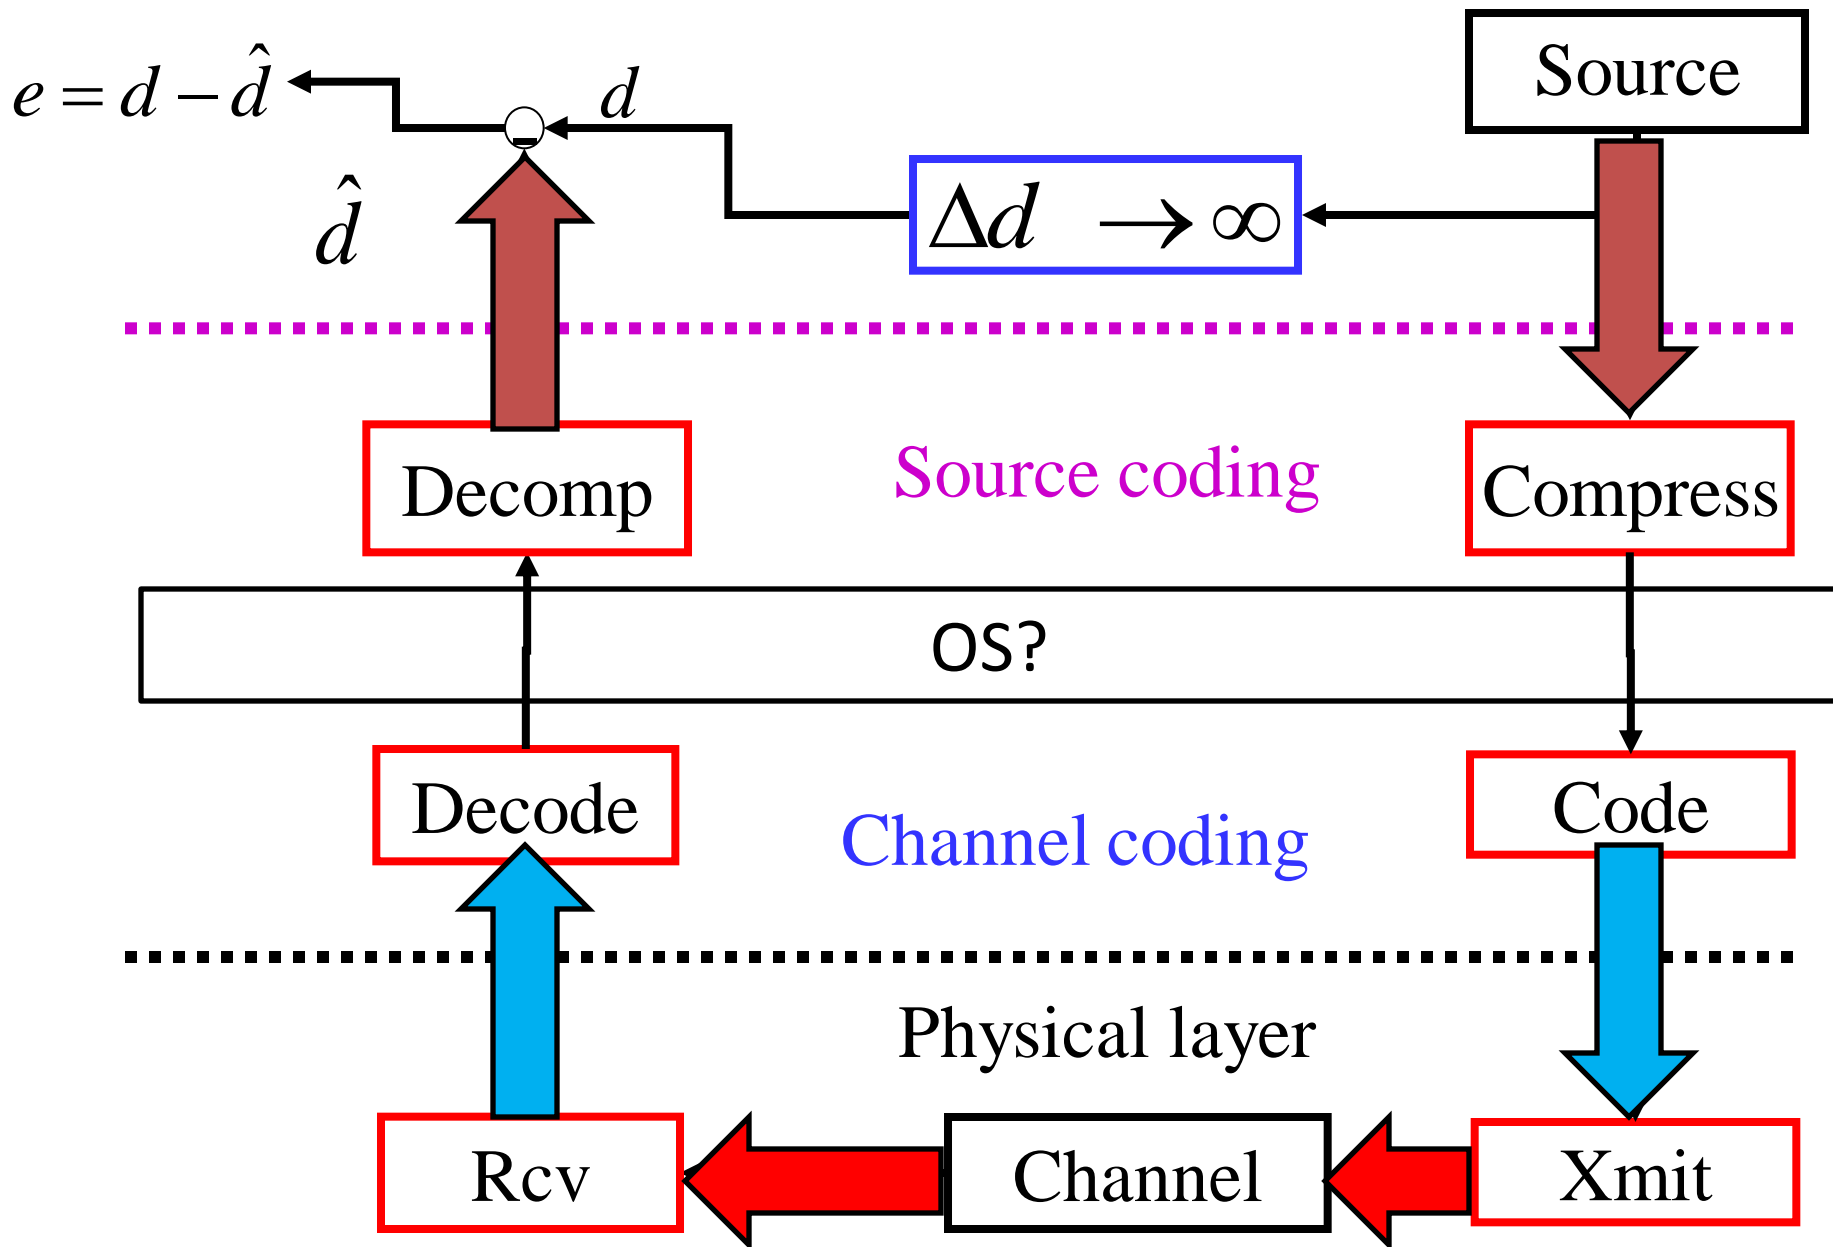 Source
e = d − d̂
d
Δd → ∞
d̂
Source coding
Decomp
Compress
OS?
Decode
Code
Channel coding
Physical layer
Rcv
Channel
Xmit